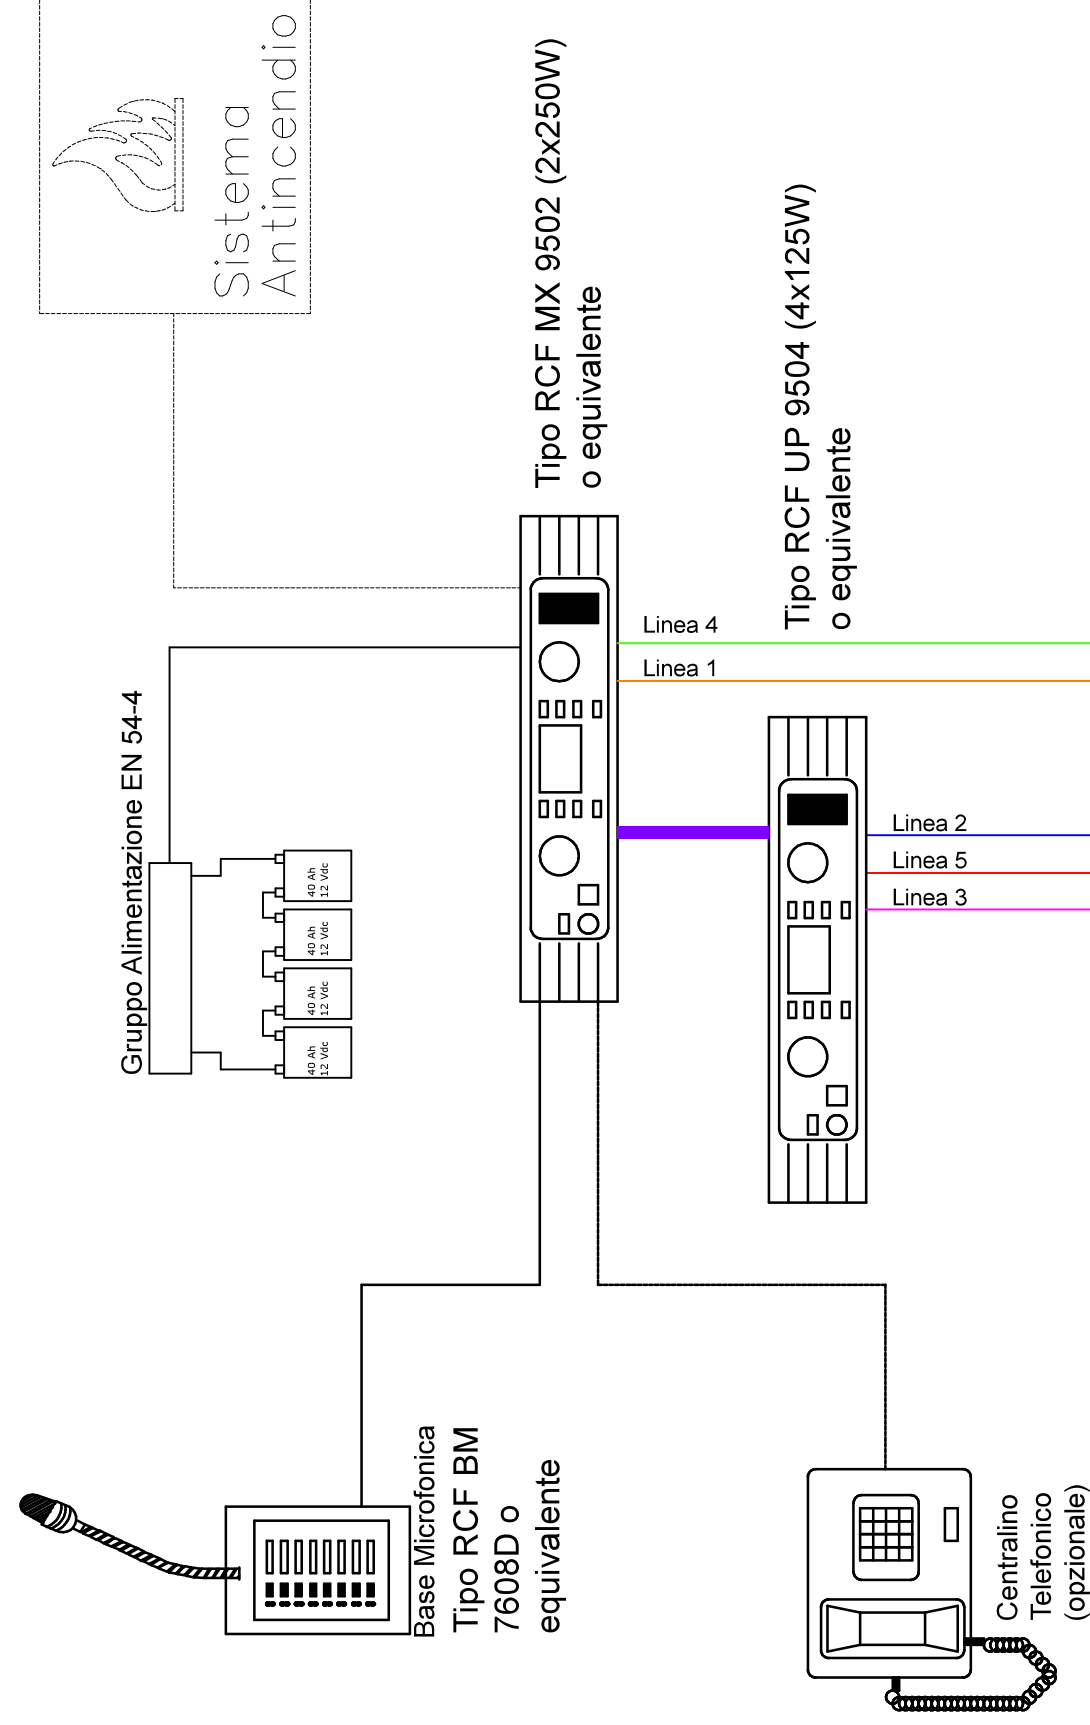 Sistema
Antincendio
Tipo RCF MX 9502 (2x250W)
o equivalente
Tipo RCF UP 9504 (4x125W)
o equivalente
Linea 4
Linea 1
Gruppo Alimentazione EN 54-4
40 Ah
12 Vdc
40 Ah
12 Vdc
40 Ah
12 Vdc
40 Ah
12 Vdc
Linea 2
Linea 5
Linea 3
Base Microfonica
Tipo RCF BM
7608D o
equivalente
Centralino
Telefonico
(opzionale)